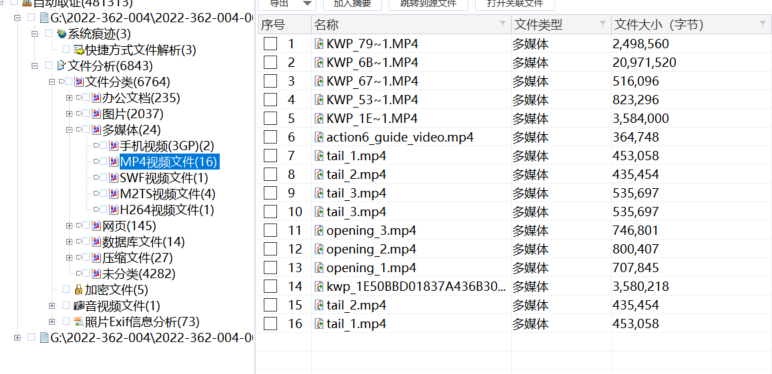 自动取证(481313)
G:\2022-362-004\2022-362-004-0
系统痕迹(3)
快捷方式文件解析(3)
文件分析(6843)
文件分类(6764)
办公文档(235)
图片(2037)
多媒体(24)
手机视频(3GP)(2)
MP4视频文件(16)
SWF视频文件(1)
M2TS视频文件(4)
H264视频文件(1)
网页(145)
数据库文件(14)
压缩文件(27)
未分类(4282)
加密文件(5)
音视频文件(1)
照片Exif信息分析(73)
G:\2022-362-004\2022-362-004-0
导出 加入摘要 跳转到源文件 打开关联文件
序号 名称 文件类型 文件大小（字节）
1 KWP_79~1.MP4 多媒体 2,498,560
2 KWP_6B~1.MP4 多媒体 20,971,520
3 KWP_67~1.MP4 多媒体 516,096
4 KWP_53~1.MP4 多媒体 823,296
5 KWP_1E~1.MP4 多媒体 3,584,000
6 action6_guide_video.mp4 多媒体 364,748
7 tail_1.mp4 多媒体 453,058
8 tail_2.mp4 多媒体 435,454
9 tail_3.mp4 多媒体 535,697
10 tail_3.mp4 多媒体 535,697
11 opening_3.mp4 多媒体 746,801
12 opening_2.mp4 多媒体 800,407
13 opening_1.mp4 多媒体 707,845
14 kwp_1E50BBD01837A436B30... 多媒体 3,580,218
15 tail_2.mp4 多媒体 435,454
16 tail_1.mp4 多媒体 453,058